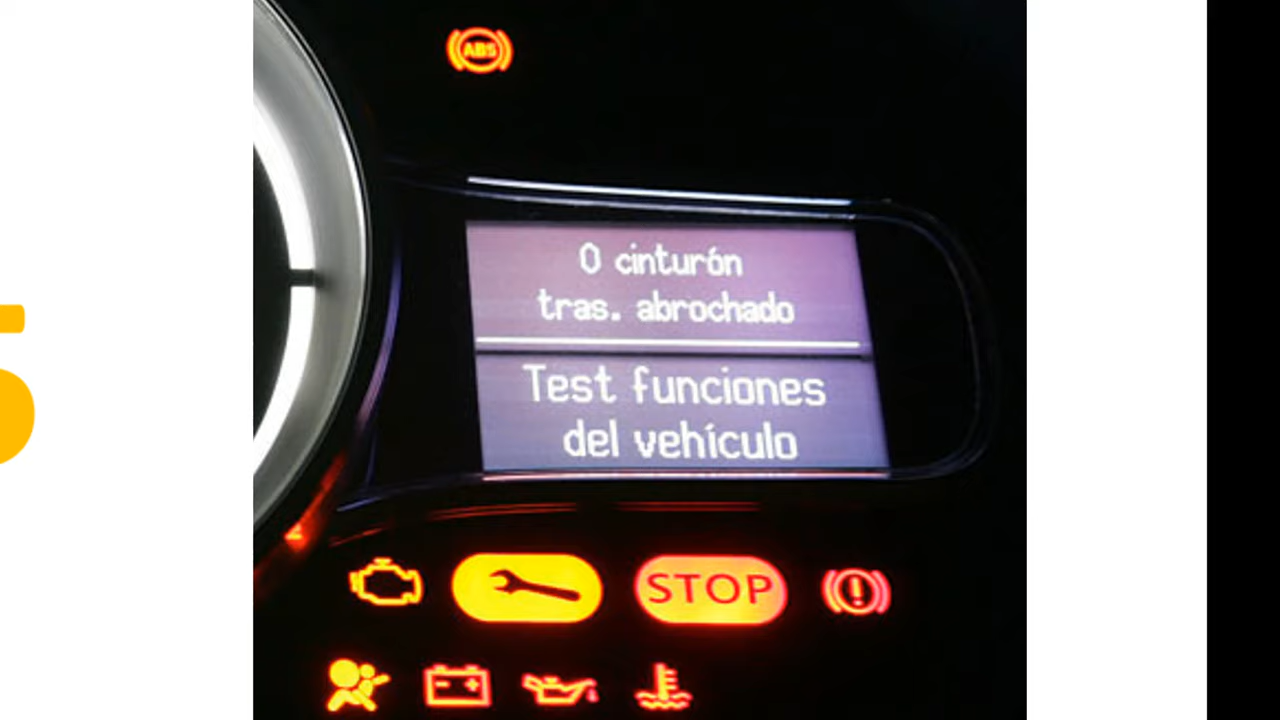 ABS
0 cinturón
tras. abrochado
Test funciones
del vehículo
STOP